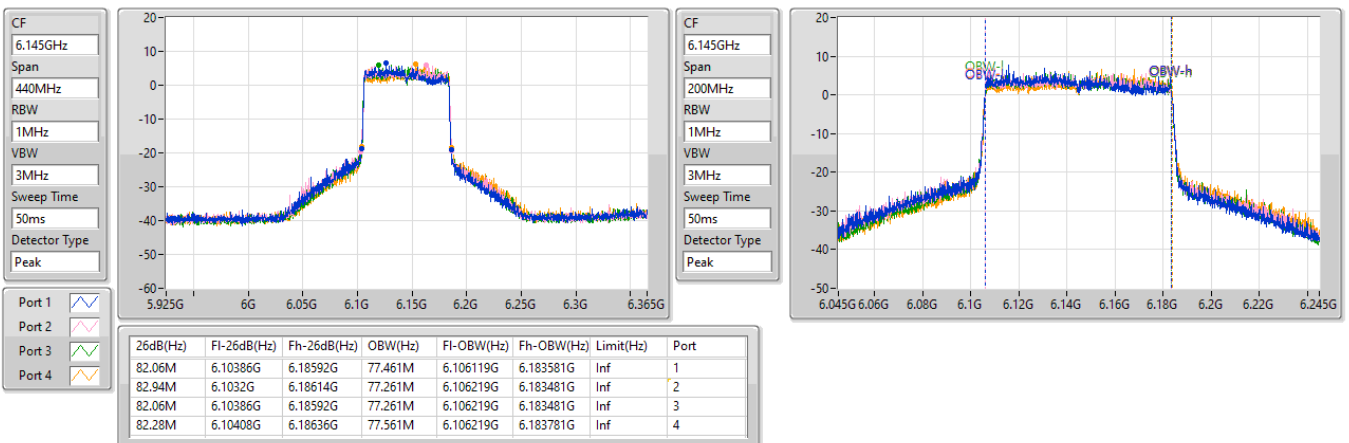 CF
6.145GHz
Span
440MHz
RBW
1MHz
VBW
3MHz
Sweep Time
50ms
Detector Type
Peak
20
10
0
-10
-20
-30
-40
-50
-60
5.925G 6G 6.05G 6.1G 6.15G 6.2G 6.25G 6.3G 6.365G
CF
6.145GHz
Span
200MHz
RBW
1MHz
VBW
3MHz
Sweep Time
50ms
Detector Type
Peak
20
10
0
-10
-20
-30
-40
-50
OBW-l
OBW-h
6.045G 6.06G 6.08G 6.1G 6.12G 6.14G 6.16G 6.18G 6.2G 6.22G 6.245G
Port 1
Port 2
Port 3
Port 4
26dB(Hz) Fl-26dB(Hz) Fh-26dB(Hz) OBW(Hz) Fl-OBW(Hz) Fh-OBW(Hz) Limit(Hz) Port
82.06M 6.10386G 6.18592G 77.461M 6.106119G 6.183581G Inf 1
82.94M 6.1032G 6.18614G 77.261M 6.106219G 6.183481G Inf 2
82.06M 6.10386G 6.18592G 77.261M 6.106219G 6.183481G Inf 3
82.28M 6.10408G 6.18636G 77.561M 6.106219G 6.183781G Inf 4